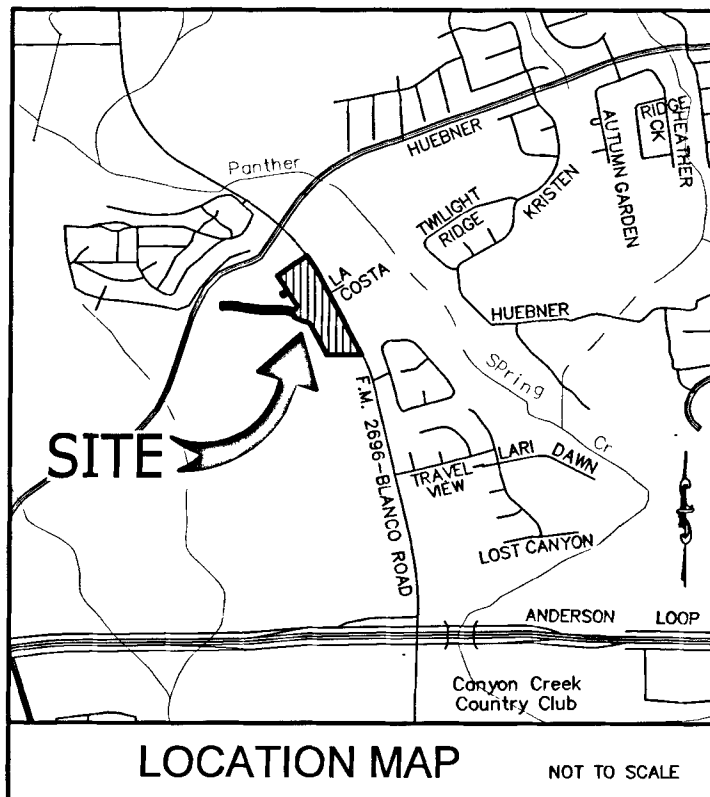 HUEBNER
Panther
RIDGE
CK
HEATHER
AUTUMN GARDEN
KRISTEN
TWILIGHT
RIDGE
LA
COSTA
HUEBNER
Spring
Cr
SITE
F.M. 2696-BLANCO ROAD
LARI DAWN
TRAVEL
VIEW
LOST CANYON
ANDERSON LOOP
Canyon Creek
Country Club
LOCATION MAP
NOT TO SCALE